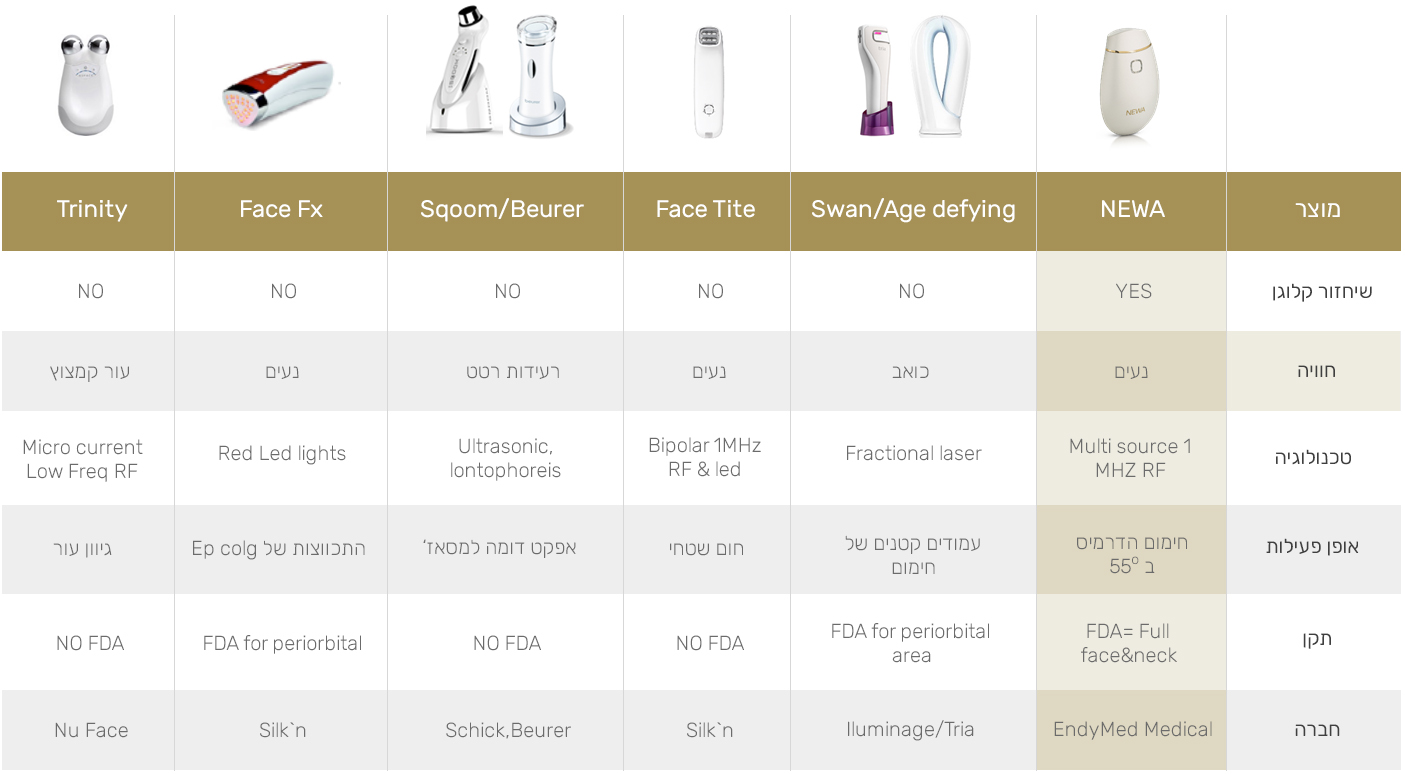 NEWA
מוצר
NEWA
Swan/Age defying
Face Tite
Sqoom/Beurer
Face Fx
Trinity
שיחזור קלוגן
YES
NO
NO
NO
NO
NO
חוויה
נעים
כואב
נעים
רעידות רטט
נעים
עור קמצוץ
טכנולוגיה
Multi source 1
MHZ RF
Fractional laser
Bipolar 1MHz
RF & led
Ultrasonic,
Iontophoreis
Red Led lights
Micro current
Low Freq RF
אופן פעילות
חימום הדרמיס
ב 55°
עמודים קטנים של
חימום
חום שטחי
אפקט דומה למסאז'
התכווצות של Ep colg
גיוון עור
תקן
FDA= Full
face&neck
FDA for periorbital
area
NO FDA
NO FDA
FDA for periorbital
NO FDA
חברה
EndyMed Medical
Iluminage/Tria
Silk`n
Schick,Beurer
Silk`n
Nu Face